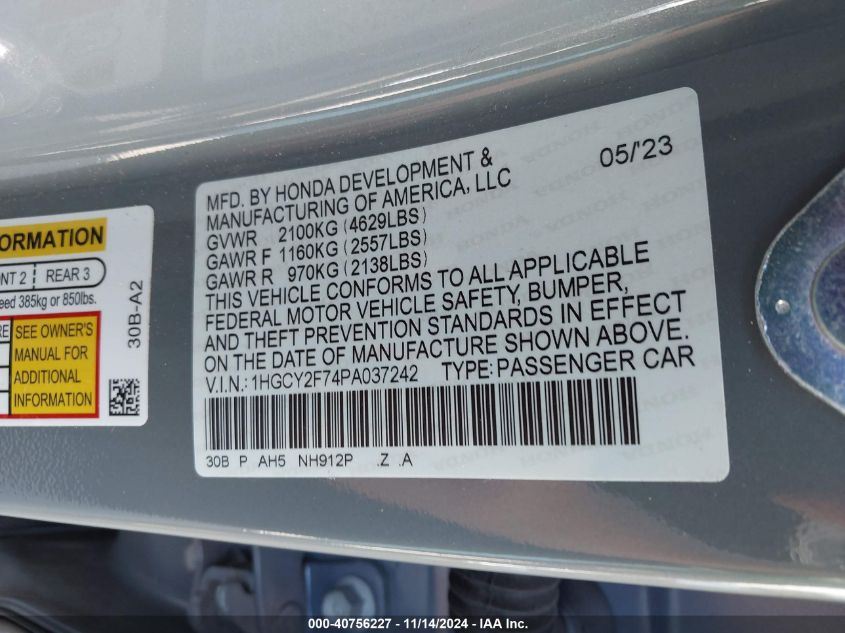 ORMATION
NT 2 REAR 3
eed 385kg or 850lbs.
RE
SEE OWNER'S
MANUAL FOR
ADDITIONAL
INFORMATION
30B-A2
05/'23
MFD. BY HONDA DEVELOPMENT &
MANUFACTURING OF AMERICA, LLC
GVWR 2100KG (4629LBS)
GAWR F 1160KG (2557LBS)
GAWR R 970KG (2138LBS)
THIS VEHICLE CONFORMS TO ALL APPLICABLE
FEDERAL MOTOR VEHICLE SAFETY, BUMPER,
AND THEFT PREVENTION STANDARDS IN EFFECT
ON THE DATE OF MANUFACTURE SHOWN ABOVE.
V.I.N.: 1HGCY2F74PA037242 TYPE: PASSENGER CAR
30B P AH5 NH912P .Z .A
000-40756227 - 11/14/2024 - IAA Inc.